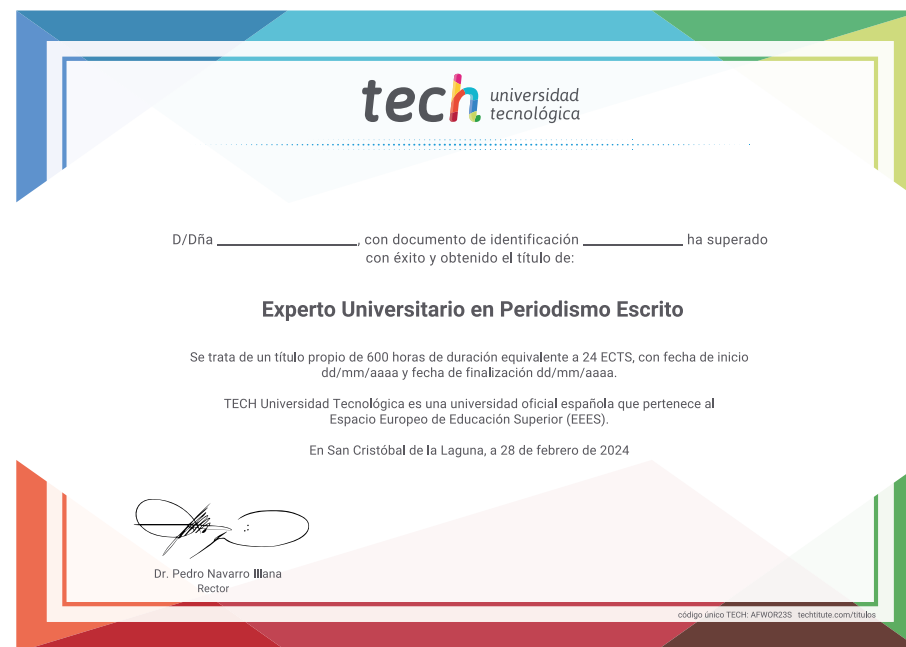 tech universidad
tecnológica
D/Dña ____________________, con documento de identificación ______________ ha superado
con éxito y obtenido el título de:
Experto Universitario en Periodismo Escrito
Se trata de un título propio de 600 horas de duración equivalente a 24 ECTS, con fecha de inicio
dd/mm/aaaa y fecha de finalización dd/mm/aaaa.
TECH Universidad Tecnológica es una universidad oficial española que pertenece al
Espacio Europeo de Educación Superior (EEES).
En San Cristóbal de la Laguna, a 28 de febrero de 2024
Dr. Pedro Navarro Illana
Rector
código único TECH: AFWOR23S techtitute.com/titulos